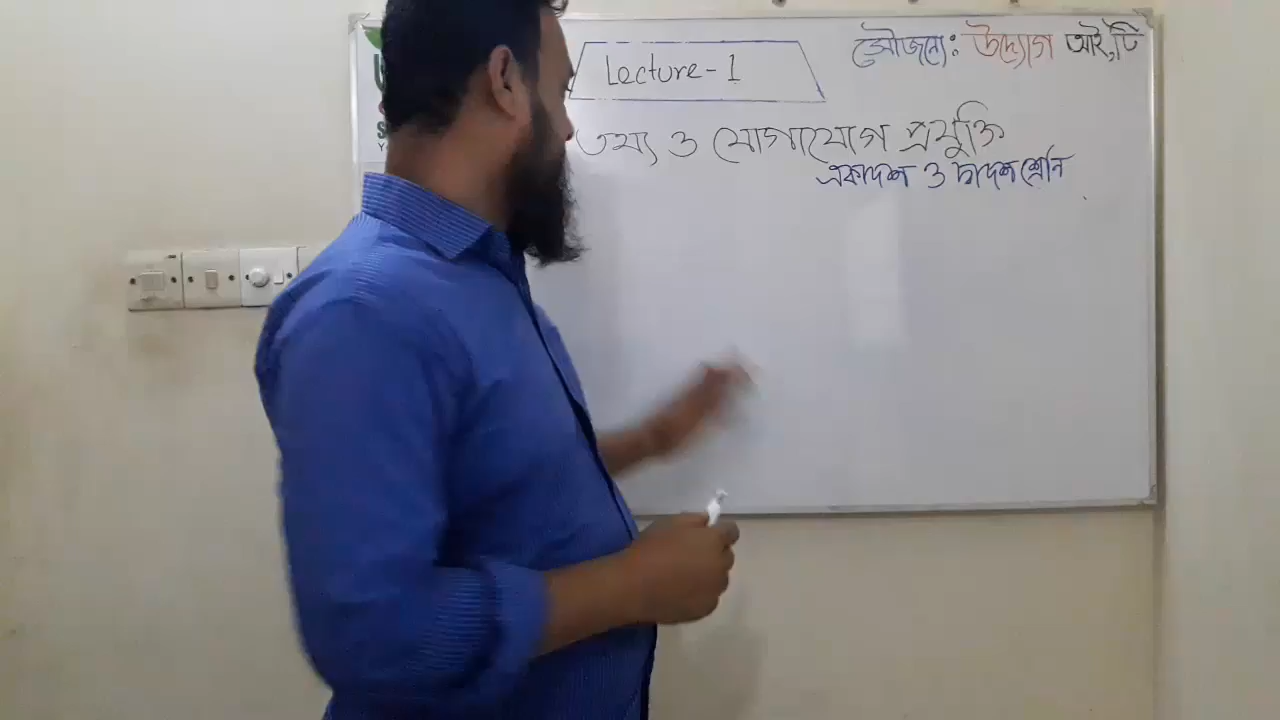 সৌজন্যে: উদ্যোগ আই,টি
Lecture-1
তথ্য ও যোগাযোগ প্রযুক্তি
একাদশ ও দ্বাদশ শ্রেনি